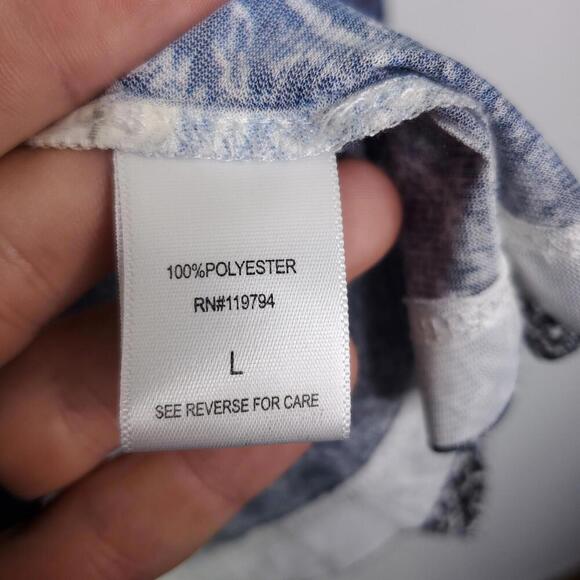 100%POLYESTER
RN#119794
L
SEE REVERSE FOR CARE